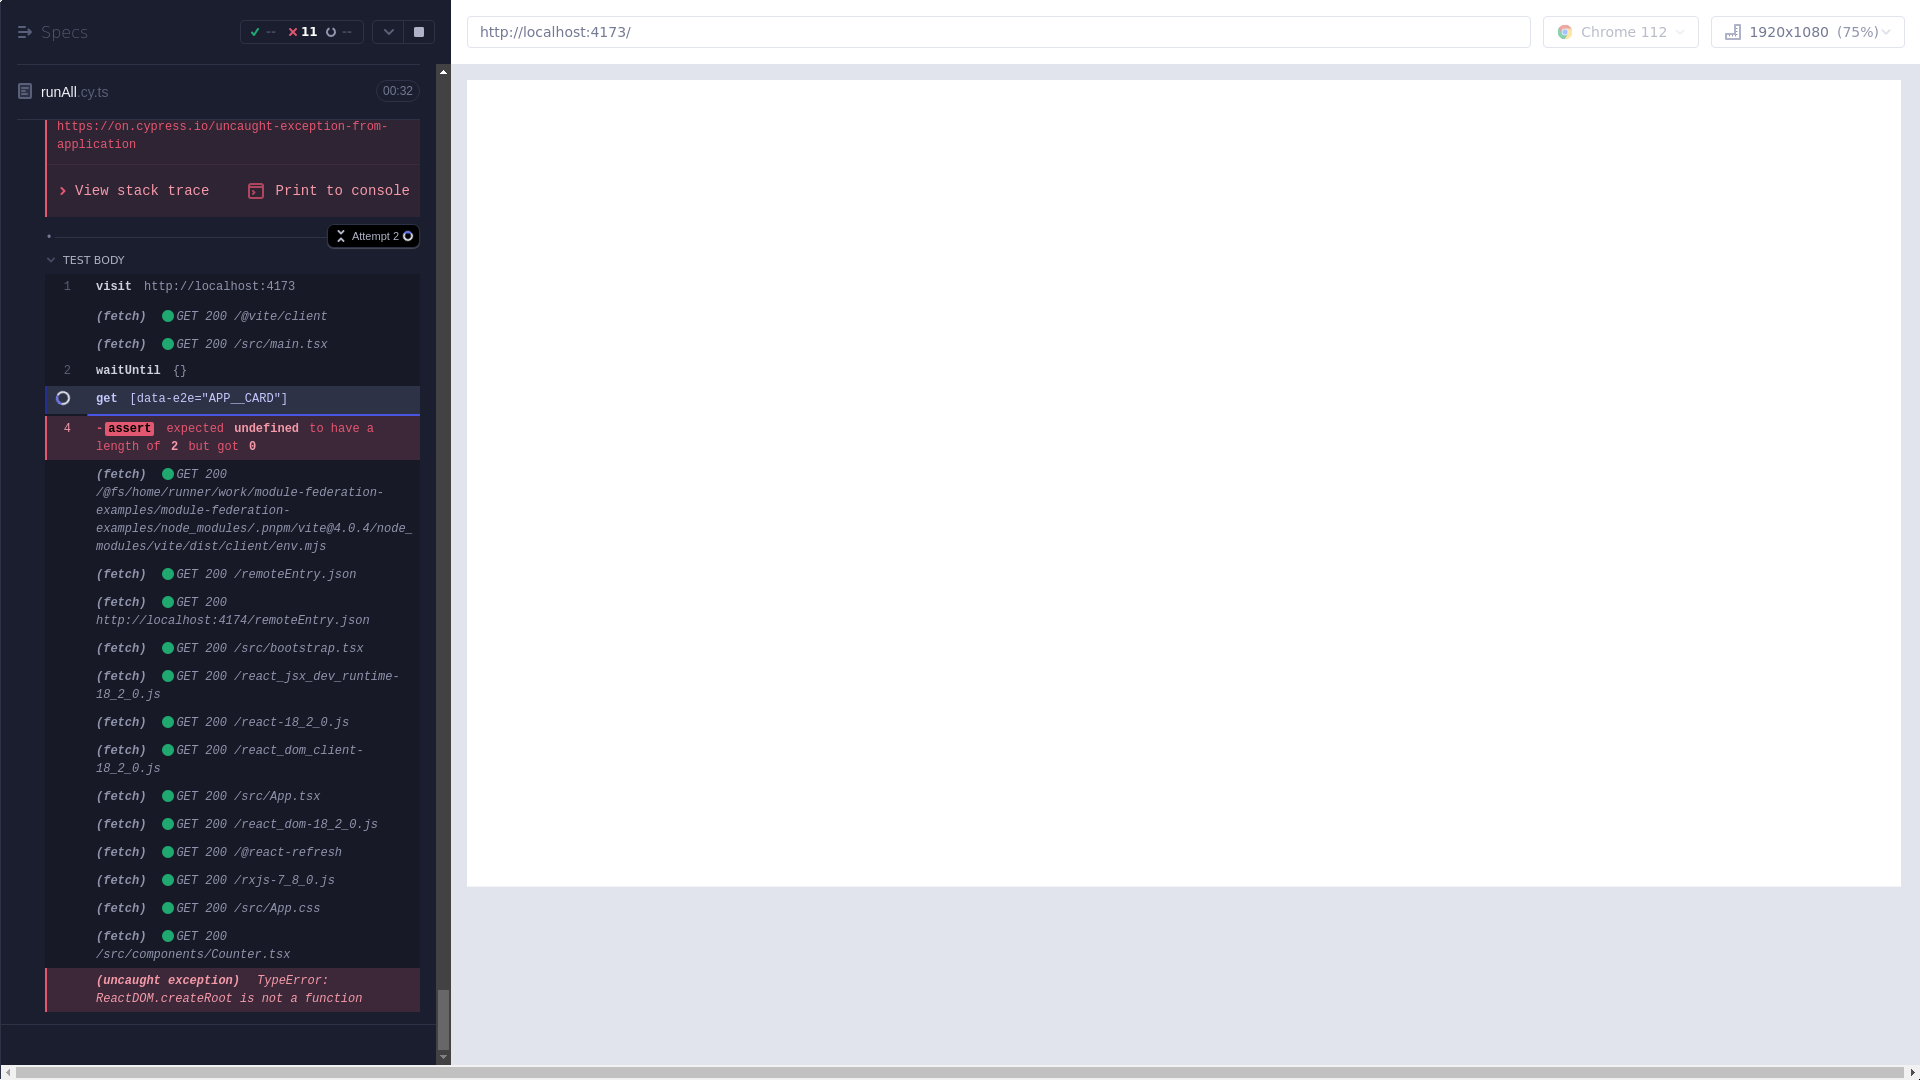 Specs
-- 11 --
http://localhost:4173/
Chrome 112
1920x1080 (75%)
runAll.cy.ts
00:32
https://on.cypress.io/uncaught-exception-from-
application
View stack trace
Print to console
Attempt 2
TEST BODY
1 visit http://localhost:4173
(fetch) GET 200 /@vite/client
(fetch) GET 200 /src/main.tsx
2 waitUntil {}
get [data-e2e="APP__CARD"]
4 -assert expected undefined to have a
length of 2 but got 0
(fetch) GET 200
/@fs/home/runner/work/module-federation-
examples/module-federation-
examples/node_modules/.pnpm/vite@4.0.4/node_
modules/vite/dist/client/env.mjs
(fetch) GET 200 /remoteEntry.json
(fetch) GET 200
http://localhost:4174/remoteEntry.json
(fetch) GET 200 /src/bootstrap.tsx
(fetch) GET 200 /react_jsx_dev_runtime-
18_2_0.js
(fetch) GET 200 /react-18_2_0.js
(fetch) GET 200 /react_dom_client-
18_2_0.js
(fetch) GET 200 /src/App.tsx
(fetch) GET 200 /react_dom-18_2_0.js
(fetch) GET 200 /@react-refresh
(fetch) GET 200 /rxjs-7_8_0.js
(fetch) GET 200 /src/App.css
(fetch) GET 200
/src/components/Counter.tsx
(uncaught exception) TypeError:
ReactDOM.createRoot is not a function